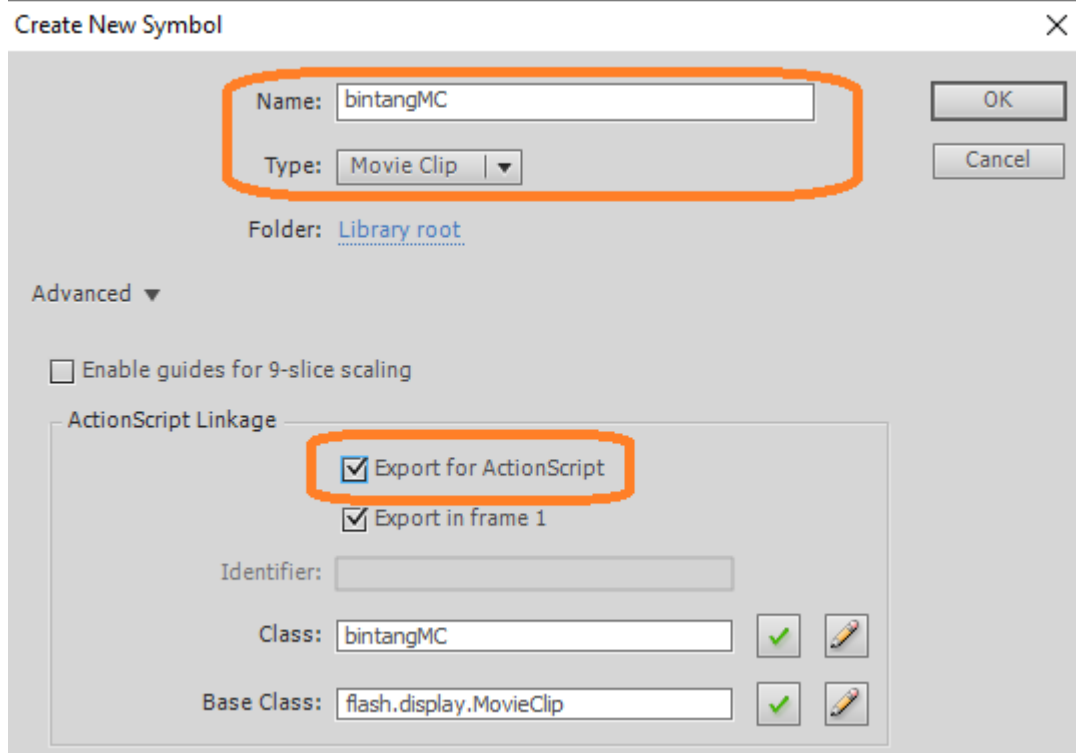 Create New Symbol
Name: bintangMC
OK
Type: Movie Clip
Cancel
Folder: Library root
Advanced
Enable guides for 9-slice scaling
ActionScript Linkage
Export for ActionScript
Export in frame 1
Identifier:
Class: bintangMC
Base Class: flash.display.MovieClip